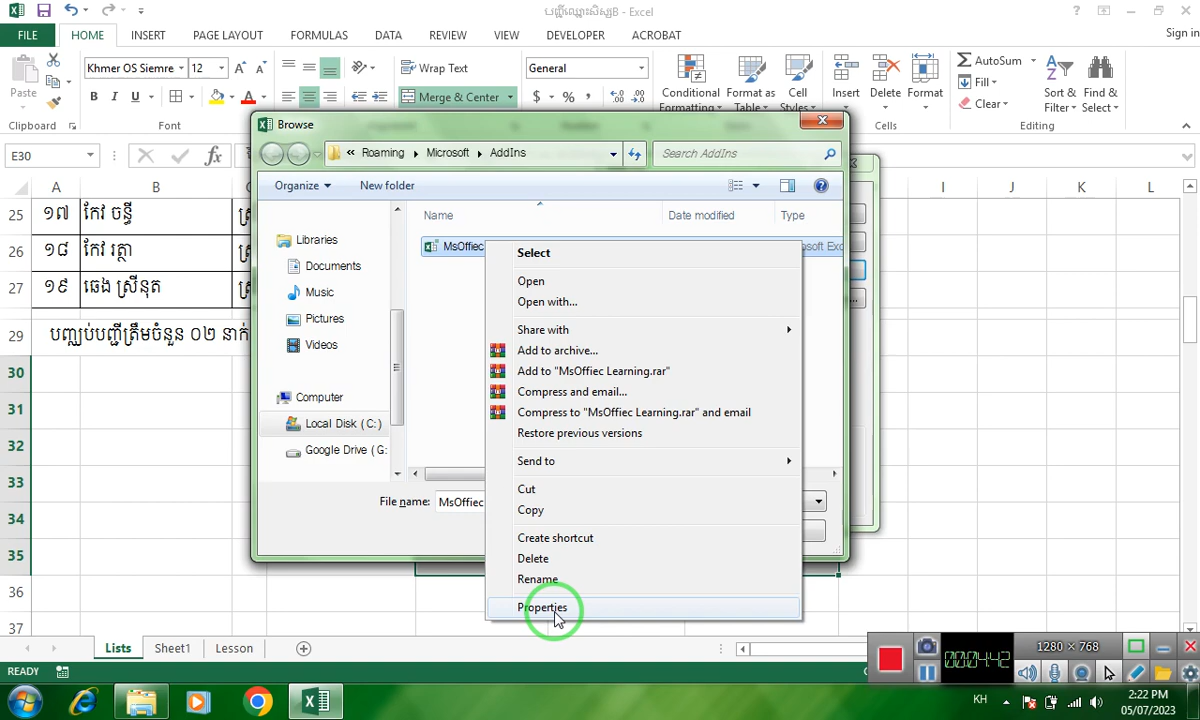 បញ្ជីឈ្មោះសិស្សB - Excel
Sign in
FILE HOME INSERT PAGE LAYOUT FORMULAS DATA REVIEW VIEW DEVELOPER ACROBAT
Khmer OS Siemre 12 Wrap Text General AutoSum
Paste B I U Merge & Center $ % Conditional Formatting Format as Table Cell Styles Insert Delete Format Fill Clear Sort & Filter Find & Select
Clipboard Font Cells Editing
E30 fx
Browse
« Roaming Microsoft AddIns Search AddIns
Organize New folder
Name Date modified Type
MsOffiec
Libraries
Documents
Music
Pictures
Videos
Computer
Local Disk (C:)
Google Drive (G:
File name: MsOffiec
Select
Open
Open with...
Share with
Add to archive...
Add to "MsOffiec Learning.rar"
Compress and email...
Compress to "MsOffiec Learning.rar" and email
Restore previous versions
Send to
Cut
Copy
Create shortcut
Delete
Rename
Properties
A B I J K L
25 ១៧ កែវ ចន្ធី
26 ១៨ កែវ រត្ថា
27 ១៩ ឆេង ស្រីនុត
29 បញ្ឈប់បញ្ជីត្រឹមចំនួន ០២ នាក់
30
31
32
33
34
35
36
37
Lists Sheet1 Lesson
READY
1280 × 768
00:04:42
KH
2:22 PM
05/07/2023